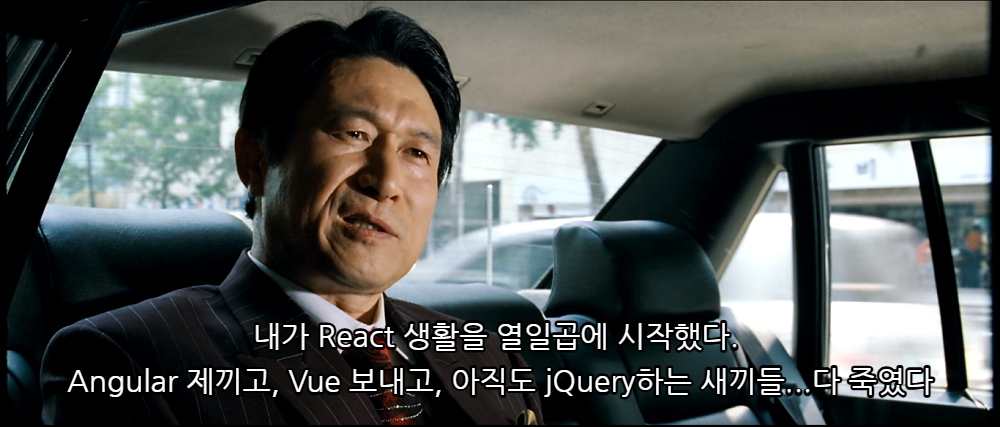 내가 React 생활을 열일곱에 시작했다.
Angular 제끼고, Vue 보내고, 아직도 jQuery하는 새끼들...다 죽였다
비